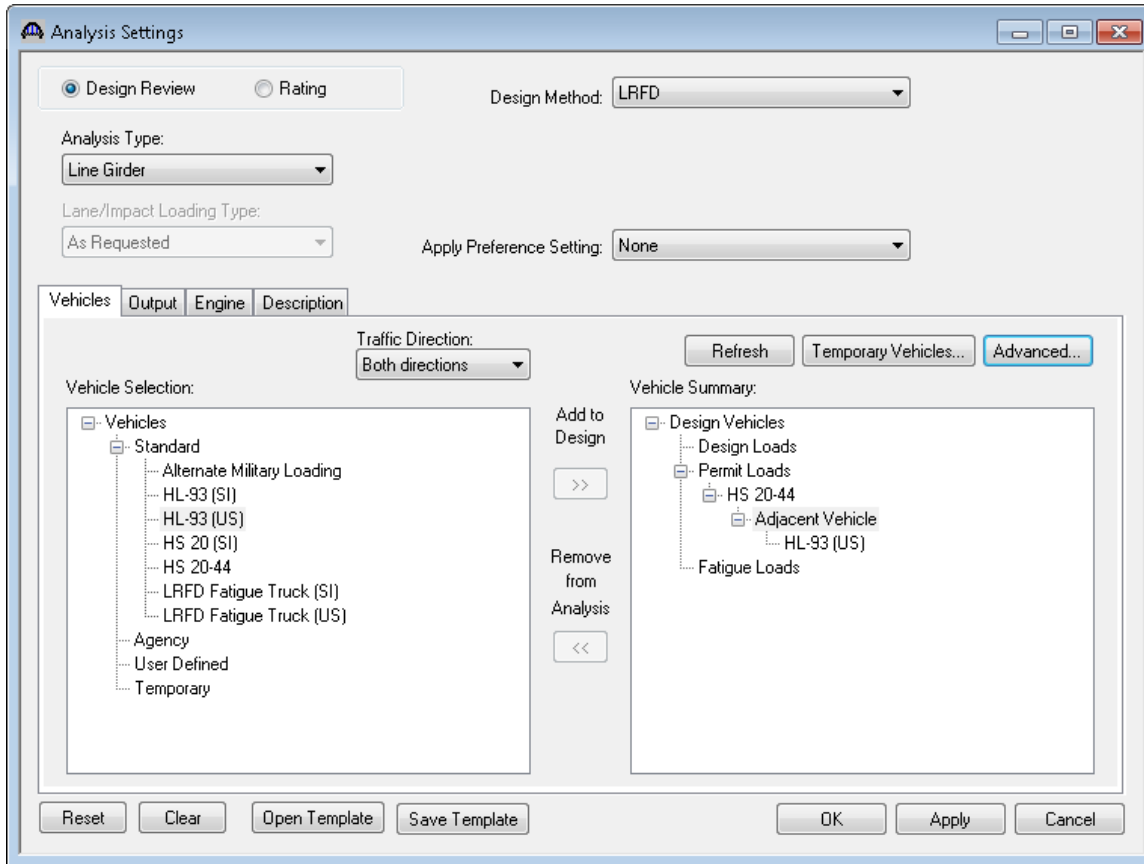 Analysis Settings
Design Review
Rating
Design Method:
LRFD
Analysis Type:
Line Girder
Lane/Impact Loading Type:
As Requested
Apply Preference Setting:
None
Vehicles
Output
Engine
Description
Traffic Direction:
Both directions
Refresh
Temporary Vehicles...
Advanced...
Vehicle Selection:
Vehicles
Standard
Alternate Military Loading
HL-93 (SI)
HL-93 (US)
HS 20 (SI)
HS 20-44
LRFD Fatigue Truck (SI)
LRFD Fatigue Truck (US)
Agency
User Defined
Temporary
Add to
Design
>>
Remove
from
Analysis
<<
Vehicle Summary:
Design Vehicles
Design Loads
Permit Loads
HS 20-44
Adjacent Vehicle
HL-93 (US)
Fatigue Loads
Reset
Clear
Open Template
Save Template
OK
Apply
Cancel